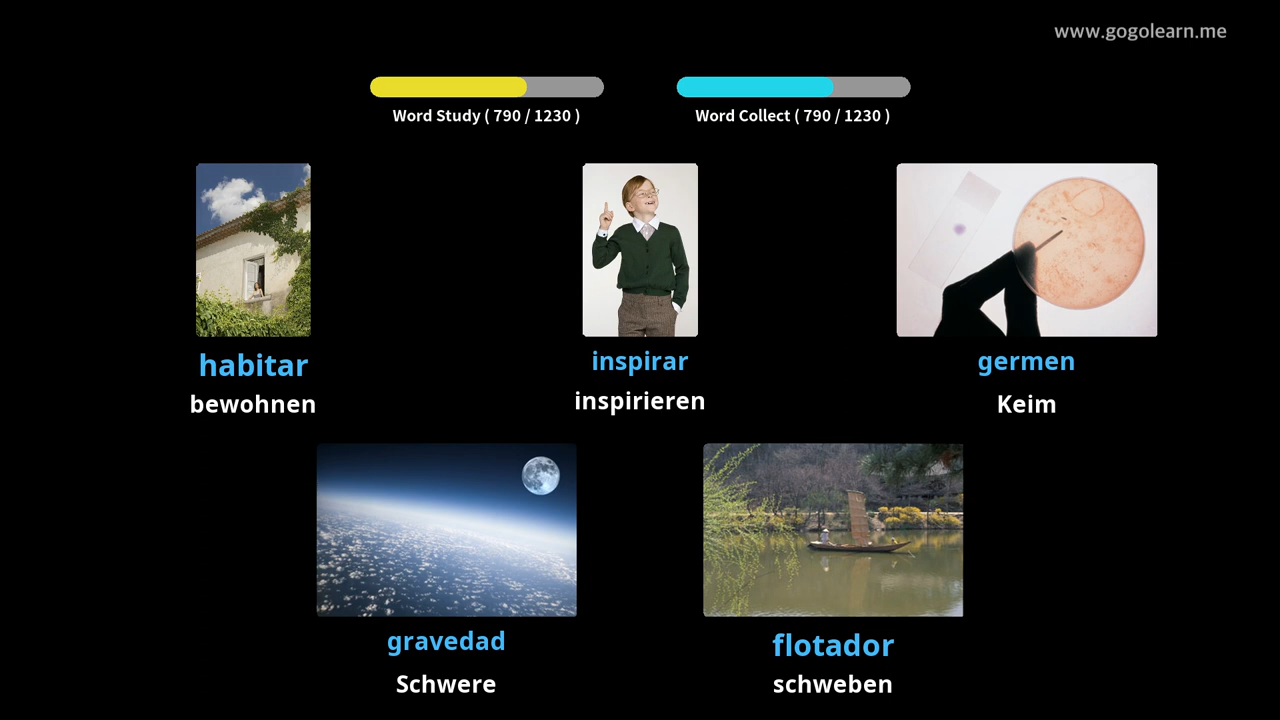 www.gogolearn.me
Word Study ( 790 / 1230 )
Word Collect ( 790 / 1230 )
habitar
bewohnen
inspirar
inspirieren
germen
Keim
gravedad
Schwere
flotador
schweben